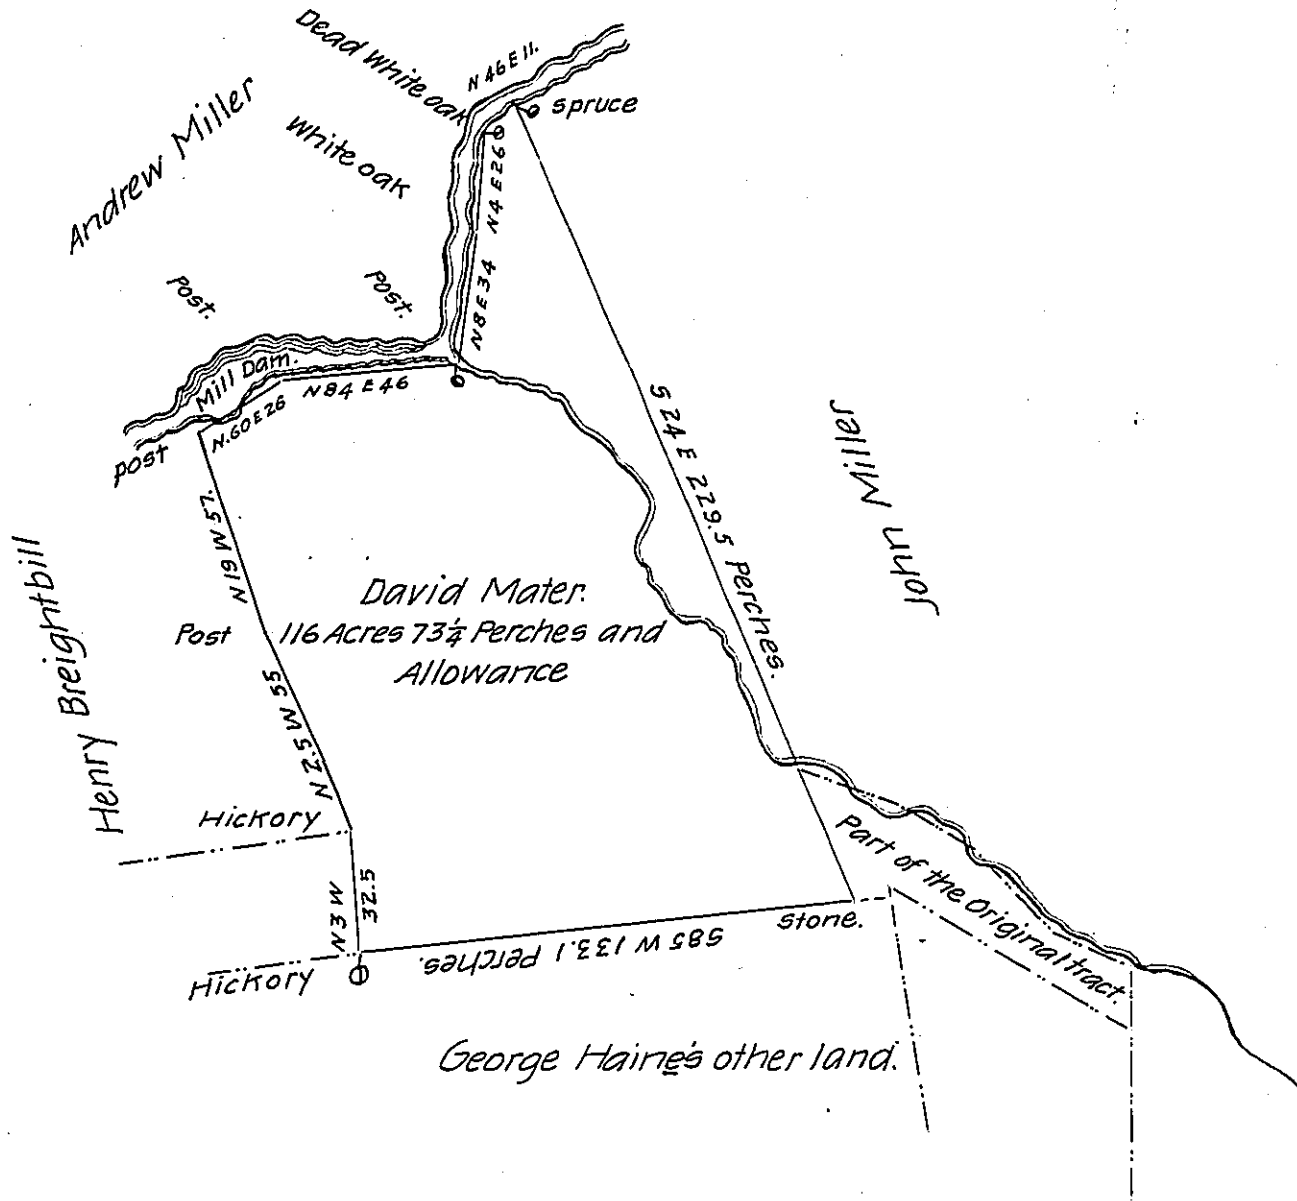 Dead White oak
N 46 E 11.
Spruce
White oak
Andrew Miller
N 4 E 26
Post.
Post.
N 8 E 34
Mill Dam.
N 84 E 46
N. 60 E 26
Post
S 24 E 229.5 Perches.
John Miller
N 19 W 57.
Henry Breightbill
David Mater.
Post
116 Acres 73¼ Perches and
Allowance
N 2.5 W 55
Hickory
Part of the Original tract.
N 3 W
32.5
Stone.
S 85 W 133.1 Perches.
Hickory
George Haine's other land.